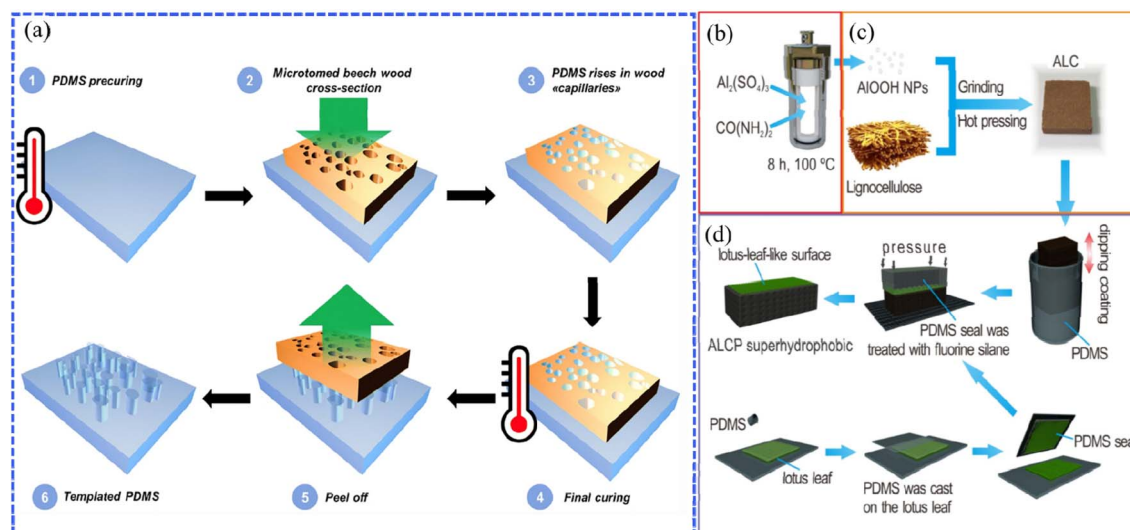 (a)
1 PDMS precuring
2 Microtomed beech wood
cross-section
3 PDMS rises in wood
«capillaries»
6 Templated PDMS
5 Peel off
4 Final curing
(b)
Al₂(SO₄)₃
CO(NH₂)₂
8 h, 100 ºC
(c)
AlOOH NPs
Lignocellulose
Grinding
Hot pressing
ALC
(d)
lotus-leaf-like surface
ALCP superhydrophobic
pressure
PDMS seal was
treated with fluorine silane
dipping coating
PDMS
PDMS
lotus leaf
PDMS was cast
on the lotus leaf
PDMS sea